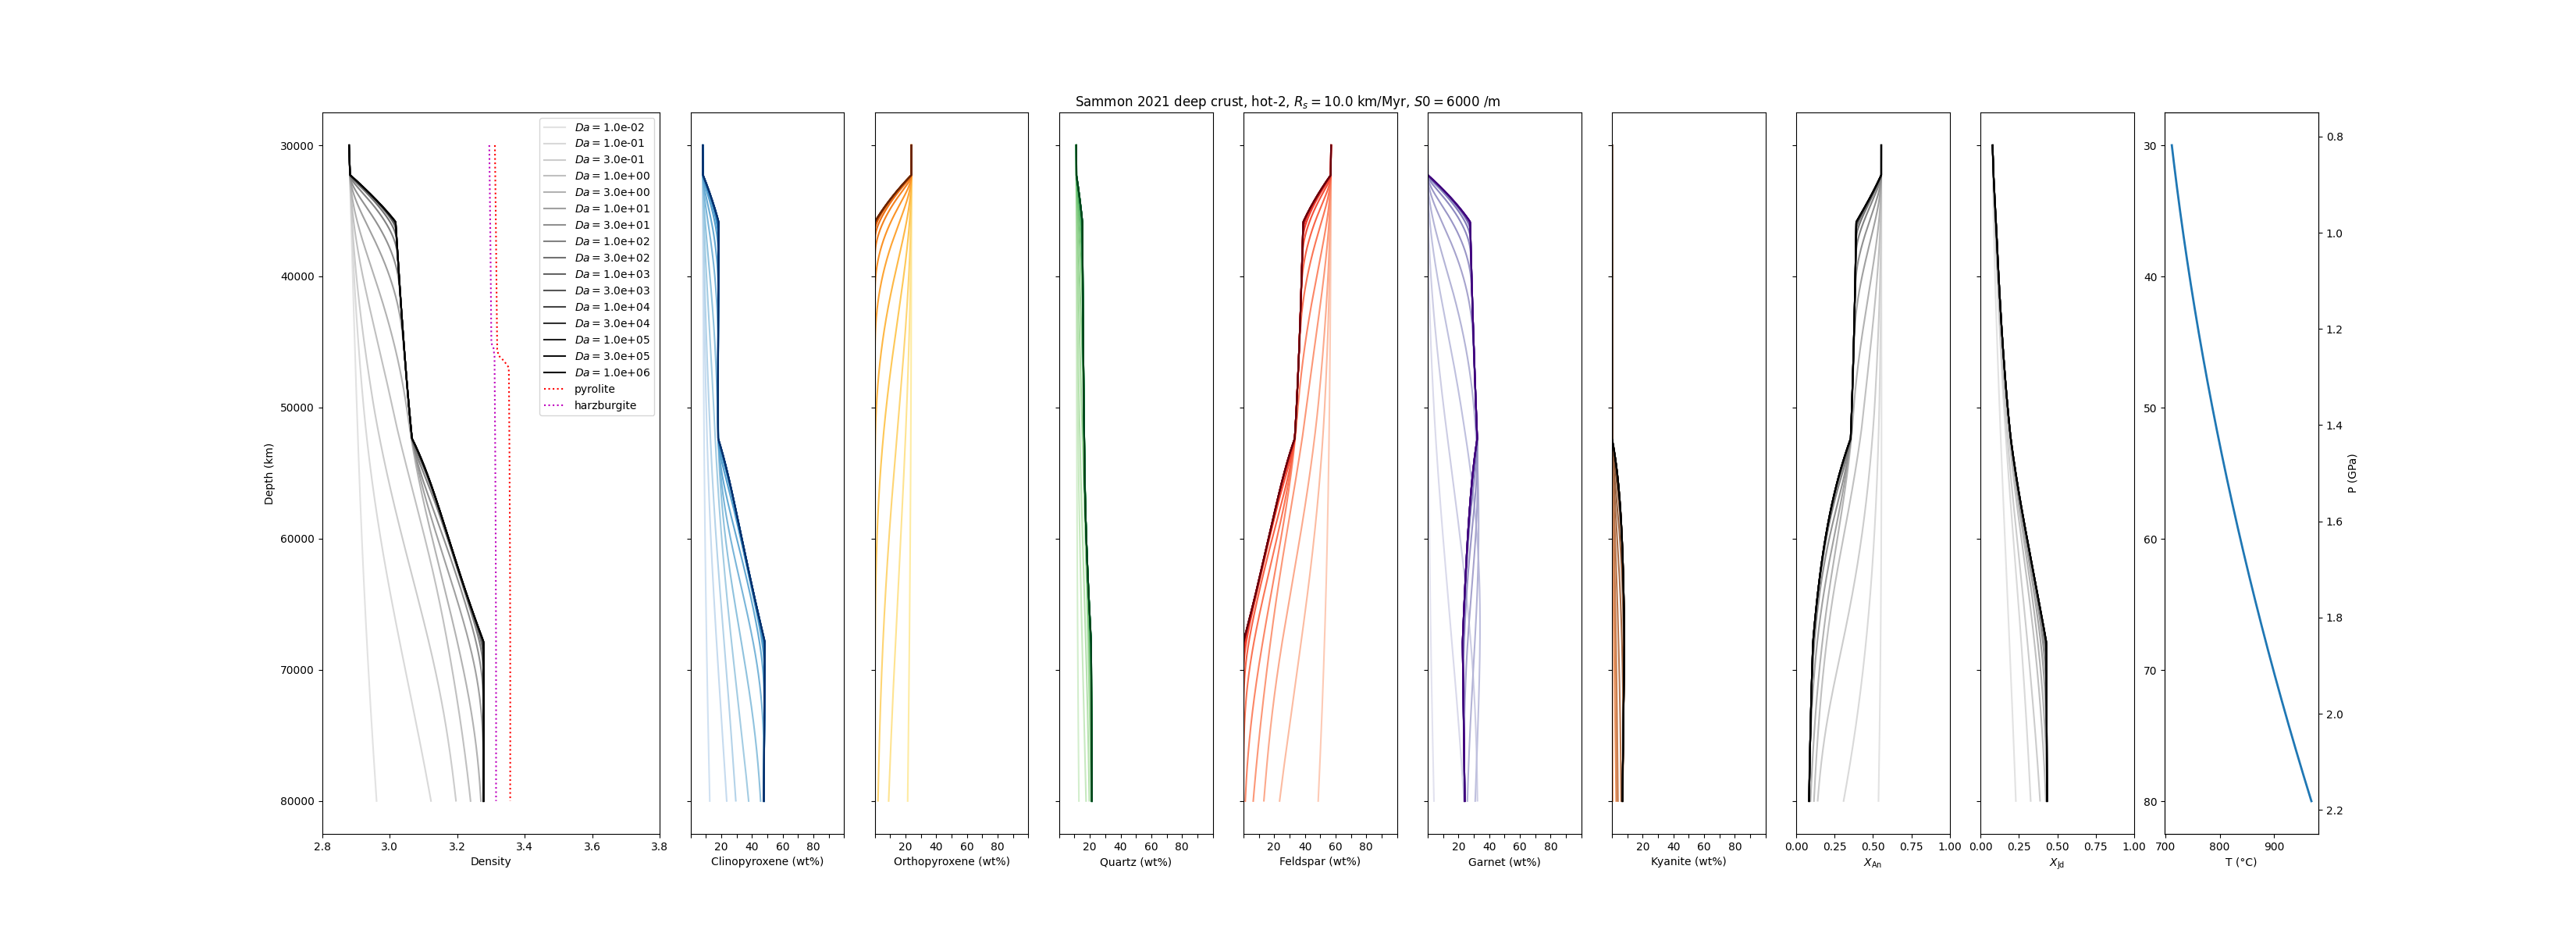 Sammon 2021 deep crust, hot-2, Rs = 10.0 km/Myr, S0 = 6000 /m
Depth (km)
30000
40000
50000
60000
70000
80000
2.8 3.0 3.2 3.4 3.6 3.8
Density
Da = 1.0e-02
Da = 1.0e-01
Da = 3.0e-01
Da = 1.0e+00
Da = 3.0e+00
Da = 1.0e+01
Da = 3.0e+01
Da = 1.0e+02
Da = 3.0e+02
Da = 1.0e+03
Da = 3.0e+03
Da = 1.0e+04
Da = 3.0e+04
Da = 1.0e+05
Da = 3.0e+05
Da = 1.0e+06
pyrolite
harzburgite
20 40 60 80
Clinopyroxene (wt%)
20 40 60 80
Orthopyroxene (wt%)
20 40 60 80
Quartz (wt%)
20 40 60 80
Feldspar (wt%)
20 40 60 80
Garnet (wt%)
20 40 60 80
Kyanite (wt%)
0.00 0.25 0.50 0.75 1.00
XAn
0.00 0.25 0.50 0.75 1.00
XJd
30
40
50
60
70
80
700 800 900
T (°C)
0.8
1.0
1.2
1.4
1.6
1.8
2.0
2.2
P (GPa)